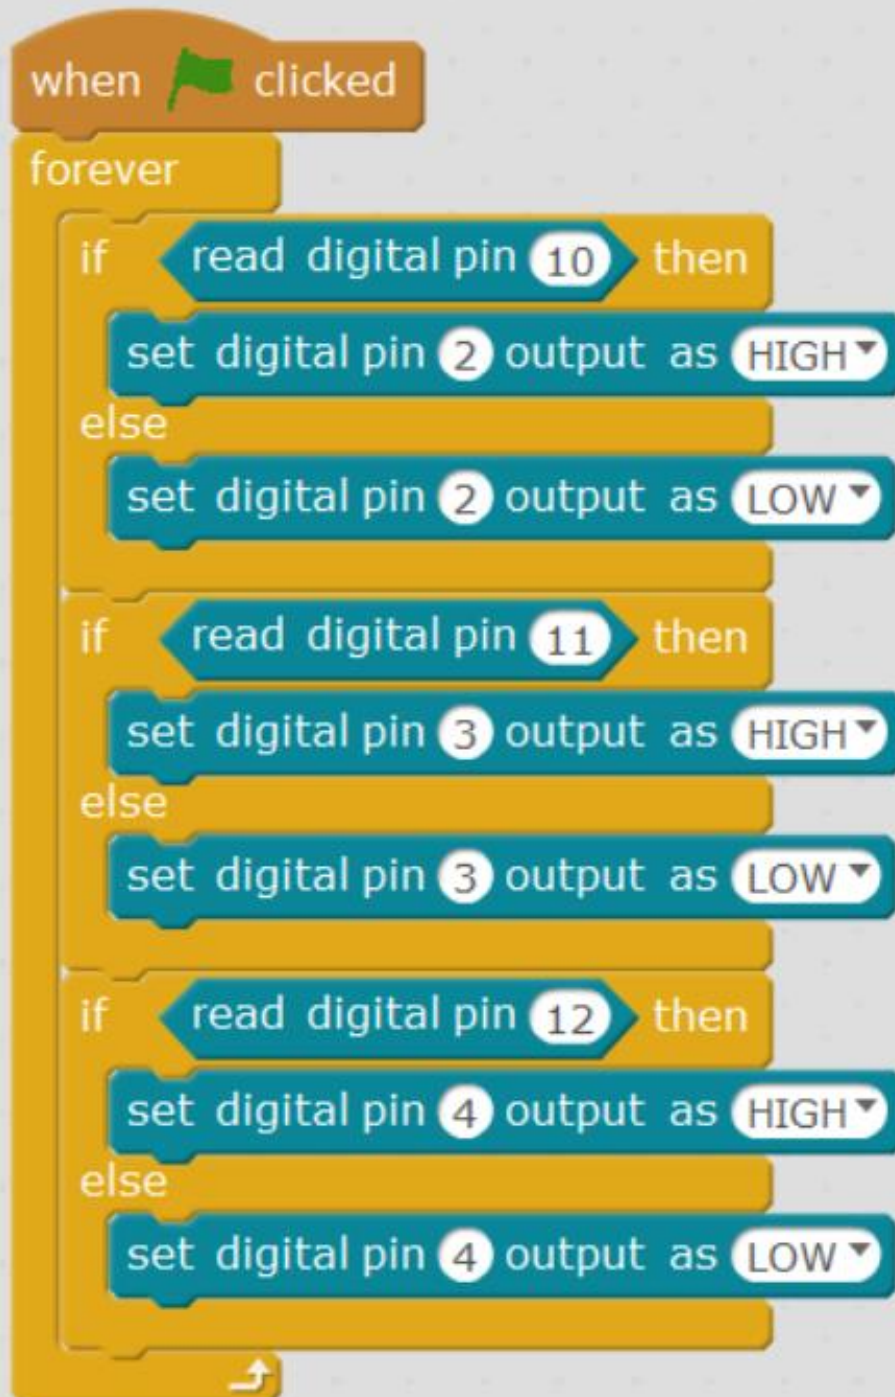 when clicked
forever
if read digital pin 10 then
set digital pin 2 output as HIGH
else
set digital pin 2 output as LOW
if read digital pin 11 then
set digital pin 3 output as HIGH
else
set digital pin 3 output as LOW
if read digital pin 12 then
set digital pin 4 output as HIGH
else
set digital pin 4 output as LOW